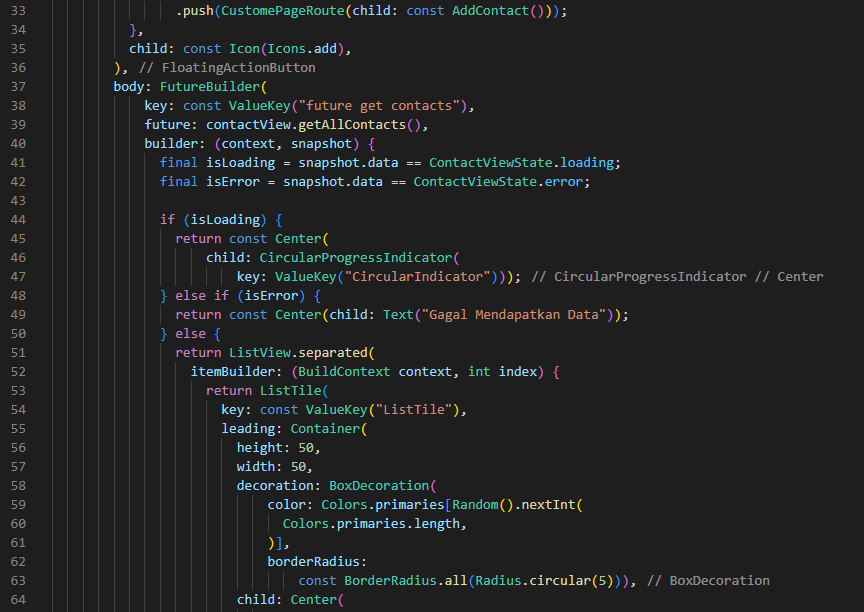 33 .push(CustomePageRoute(child: const AddContact()));
34 },
35 child: const Icon(Icons.add),
36 ), // FloatingActionButton
37 body: FutureBuilder(
38 key: const ValueKey("future get contacts"),
39 future: contactView.getAllContacts(),
40 builder: (context, snapshot) {
41 final isLoading = snapshot.data == ContactViewState.loading;
42 final isError = snapshot.data == ContactViewState.error;
43
44 if (isLoading) {
45 return const Center(
46 child: CircularProgressIndicator(
47 key: ValueKey("CircularIndicator"))); // CircularProgressIndicator // Center
48 } else if (isError) {
49 return const Center(child: Text("Gagal Mendapatkan Data"));
50 } else {
51 return ListView.separated(
52 itemBuilder: (BuildContext context, int index) {
53 return ListTile(
54 key: const ValueKey("ListTile"),
55 leading: Container(
56 height: 50,
57 width: 50,
58 decoration: BoxDecoration(
59 color: Colors.primaries[Random().nextInt(
60 Colors.primaries.length,
61 )],
62 borderRadius:
63 const BorderRadius.all(Radius.circular(5))), // BoxDecoration
64 child: Center(